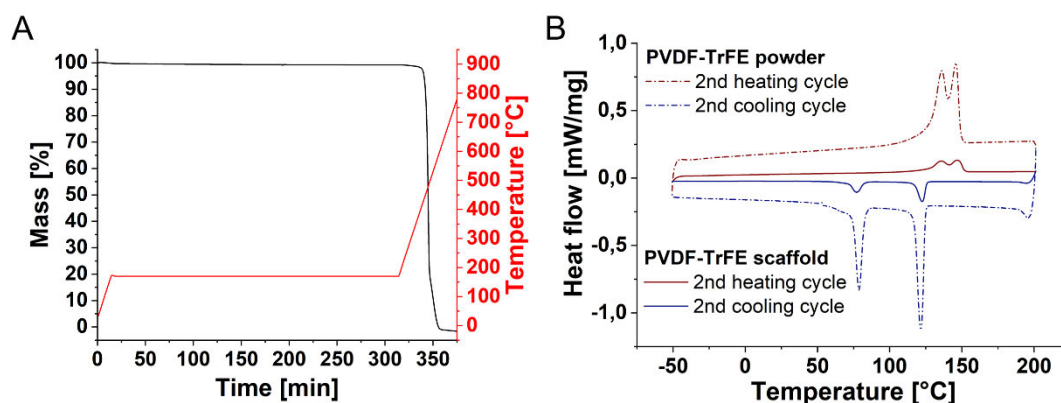 A
Mass [%]
100
90
80
70
60
50
40
30
20
10
0
0 50 100 150 200 250 300 350
Time [min]
900
800
700
600
500
400
300
200
100
0
Temperature [°C]
B
Heat flow [mW/mg]
1,0
0,5
0,0
-0,5
-1,0
PVDF-TrFE powder
2nd heating cycle
2nd cooling cycle
PVDF-TrFE scaffold
2nd heating cycle
2nd cooling cycle
-50 0 50 100 150 200
Temperature [°C]